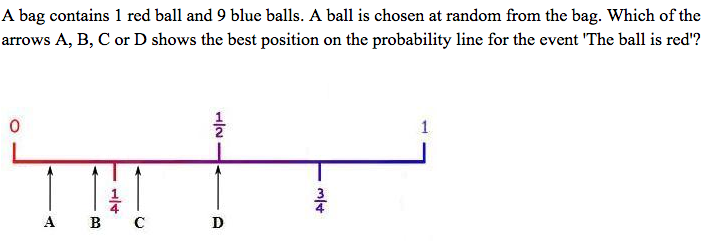 A bag contains 1 red ball and 9 blue balls. A ball is chosen at random from the bag. Which of the
arrows A, B, C or D shows the best position on the probability line for the event 'The ball is red'?
0 1/2 1
1/4 3/4
A B C D